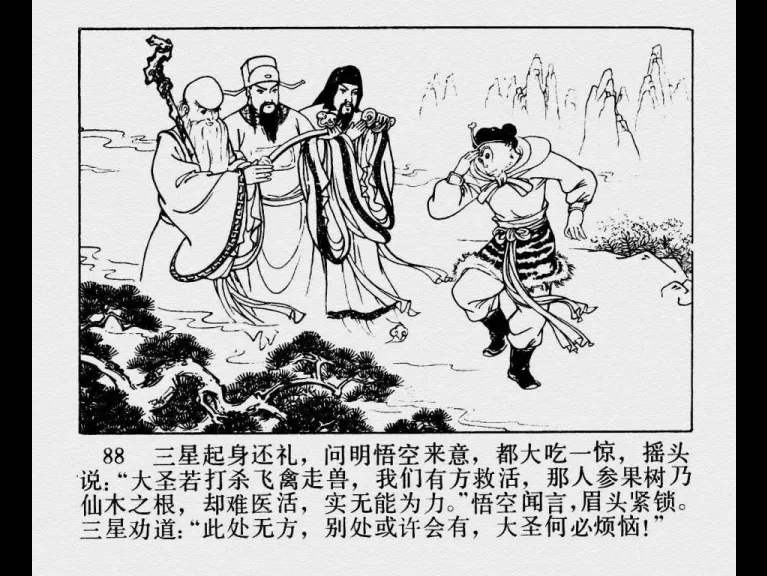 88 三星起身还礼，问明悟空来意，都大吃一惊，摇头
说：“大圣若打杀飞禽走兽，我们有方救活，那人参果树乃
仙木之根，却难医活，实无能为力。”悟空闻言，眉头紧锁。
三星劝道：“此处无方，别处或许会有，大圣何必烦恼！”